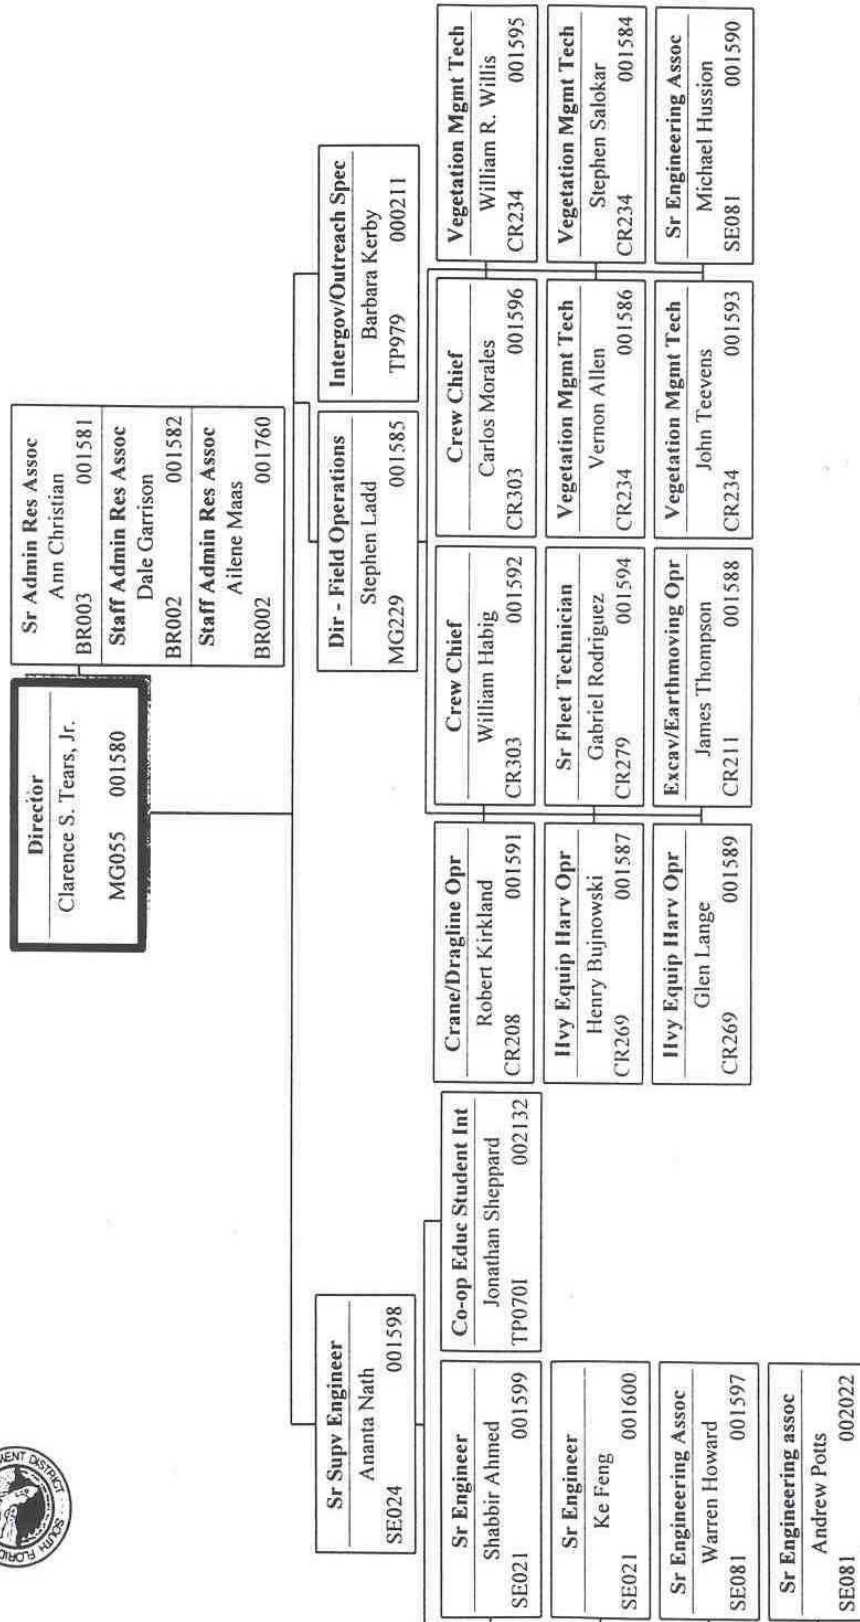 MENT DISTRICT
SOUTH FLORID
Director
Clarence S. Tears, Jr.
MG055 001580
Sr Admin Res Assoc
Ann Christian
BR003 001581
Staff Admin Res Assoc
Dale Garrison
BR002 001582
Staff Admin Res Assoc
Ailene Maas
BR002 001760
Sr Supv Engineer
Ananta Nath
SE024 001598
Dir - Field Operations
Stephen Ladd
MG229 001585
Intergov/Outreach Spec
Barbara Kerby
TP979 000211
Sr Engineer
Shabbir Ahmed
SE021 001599
Co-op Educ Student Int
Jonathan Sheppard
TP070I 002132
Crane/Dragline Opr
Robert Kirkland
CR208 001591
Crew Chief
William Habig
CR303 001592
Crew Chief
Carlos Morales
CR303 001596
Vegetation Mgmt Tech
William R. Willis
CR234 001595
Sr Engineer
Ke Feng
SE021 001600
Hvy Equip Harv Opr
Henry Bujnowski
CR269 001587
Sr Fleet Technician
Gabriel Rodriguez
CR279 001594
Vegetation Mgmt Tech
Vernon Allen
CR234 001586
Vegetation Mgmt Tech
Stephen Salokar
CR234 001584
Sr Engineering Assoc
Warren Howard
SE081 001597
Hvy Equip Harv Opr
Glen Lange
CR269 001589
Excav/Earthmoving Opr
James Thompson
CR211 001588
Vegetation Mgmt Tech
John Teevens
CR234 001593
Sr Engineering Assoc
Michael Hussion
SE081 001590
Sr Engineering assoc
Andrew Potts
SE081 002022